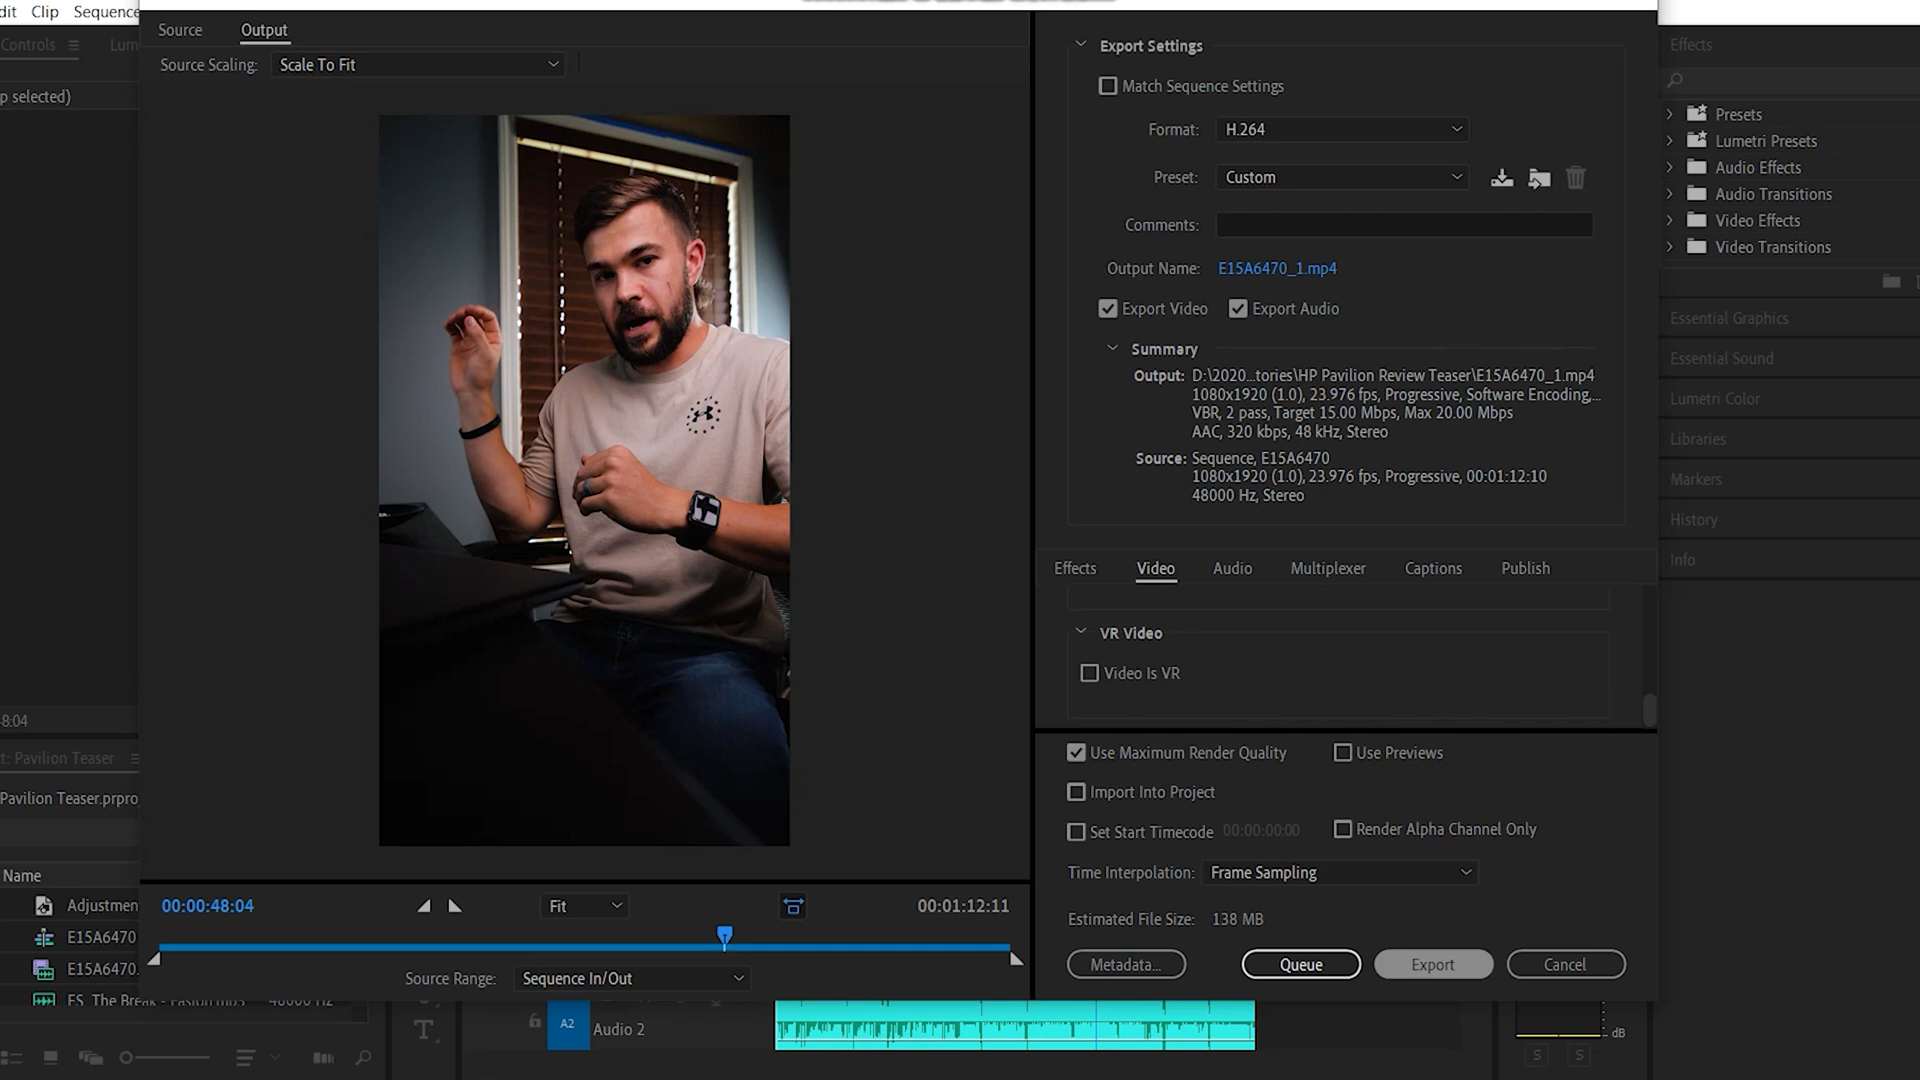 dit Clip Sequence
Controls
Lum
p selected)
Source Output
Source Scaling: Scale To Fit
Export Settings
Match Sequence Settings
Format: H.264
Preset: Custom
Comments:
Output Name: E15A6470_1.mp4
Export Video Export Audio
Summary
Output: D:\2020...tories\HP Pavilion Review Teaser\E15A6470_1.mp4
1080x1920 (1.0), 23.976 fps, Progressive, Software Encoding,...
VBR, 2 pass, Target 15.00 Mbps, Max 20.00 Mbps
AAC, 320 kbps, 48 kHz, Stereo
Source: Sequence, E15A6470
1080x1920 (1.0), 23.976 fps, Progressive, 00:01:12:10
48000 Hz, Stereo
Effects Video Audio Multiplexer Captions Publish
VR Video
Video Is VR
Use Maximum Render Quality Use Previews
Import Into Project
Set Start Timecode 00:00:00:00 Render Alpha Channel Only
Time Interpolation: Frame Sampling
Estimated File Size: 138 MB
Metadata... Queue Export Cancel
00:00:48:04 Fit 00:01:12:11
Source Range: Sequence In/Out
Effects
Presets
Lumetri Presets
Audio Effects
Audio Transitions
Video Effects
Video Transitions
Essential Graphics
Essential Sound
Lumetri Color
Libraries
Markers
History
Info
8:04
t: Pavilion Teaser
Pavilion Teaser.prproj
Name
Adjustmen
E15A6470
E15A6470.
ES_The Break - Easton.mp3 48000 Hz
A2 Audio 2
dB
S S